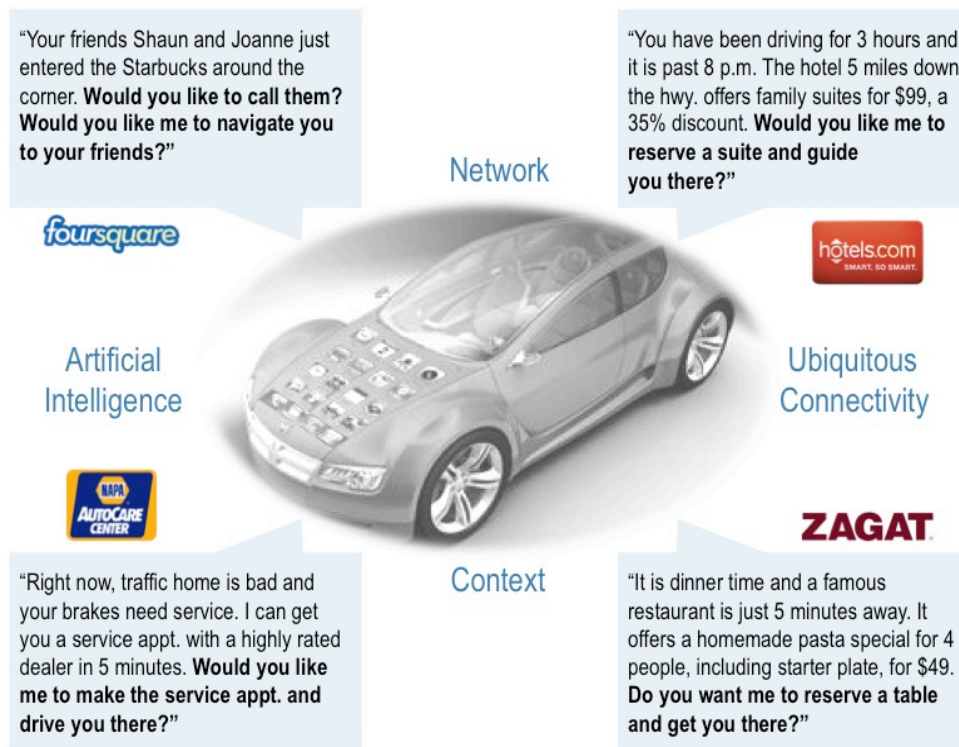 “Your friends Shaun and Joanne just
entered the Starbucks around the
corner. Would you like to call them?
Would you like me to navigate you
to your friends?”
“You have been driving for 3 hours and
it is past 8 p.m. The hotel 5 miles down
the hwy. offers family suites for $99, a
35% discount. Would you like me to
reserve a suite and guide
you there?”
Network
foursquare
hotels.com
SMART. SO SMART.
Artificial
Intelligence
Ubiquitous
Connectivity
NAPA
AUTOCARE
CENTER
ZAGAT
Context
“Right now, traffic home is bad and
your brakes need service. I can get
you a service appt. with a highly rated
dealer in 5 minutes. Would you like
me to make the service appt. and
drive you there?”
“It is dinner time and a famous
restaurant is just 5 minutes away. It
offers a homemade pasta special for 4
people, including starter plate, for $49.
Do you want me to reserve a table
and get you there?”